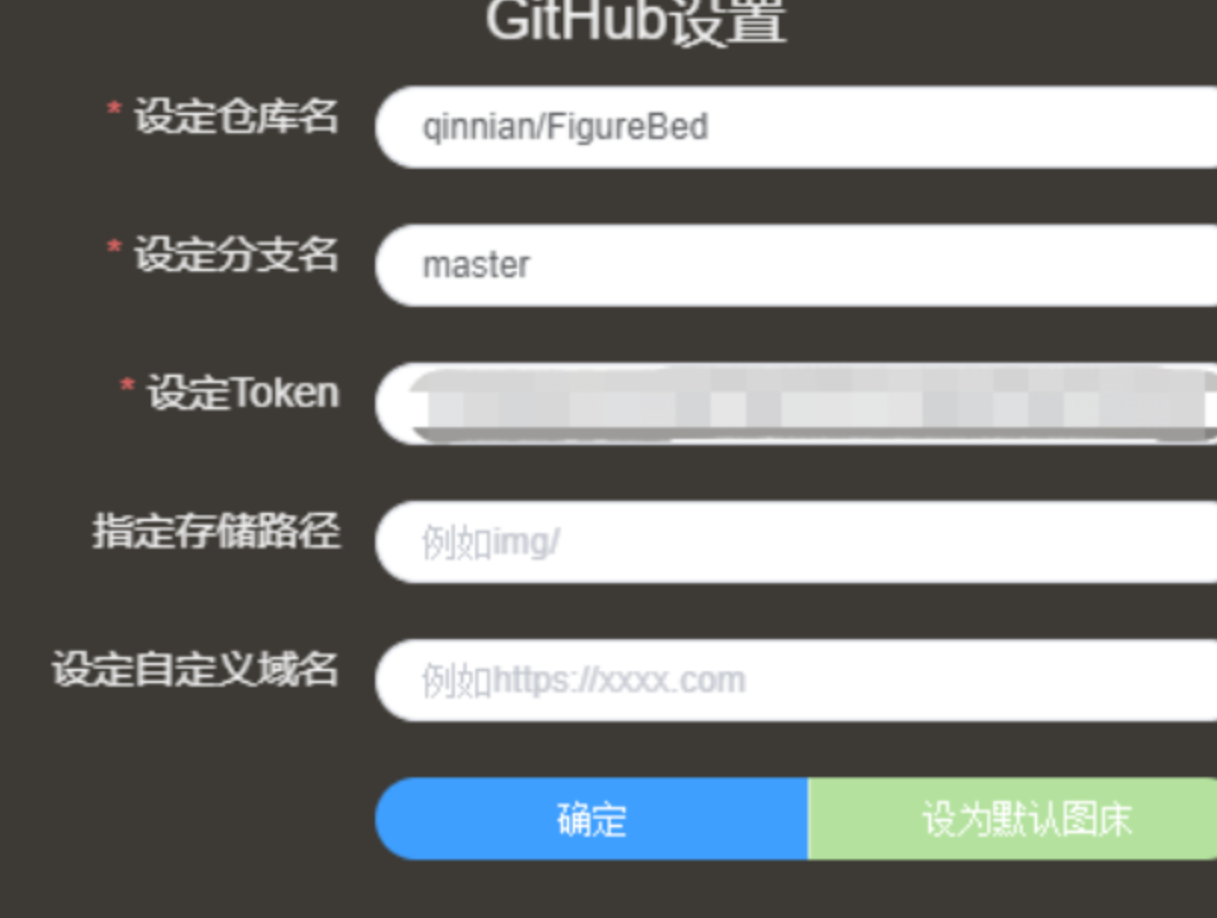 GitHub设置
* 设定仓库名
qinnian/FigureBed
* 设定分支名
master
* 设定Token
指定存储路径
例如img/
设定自定义域名
例如https://xxxx.com
确定
设为默认图床